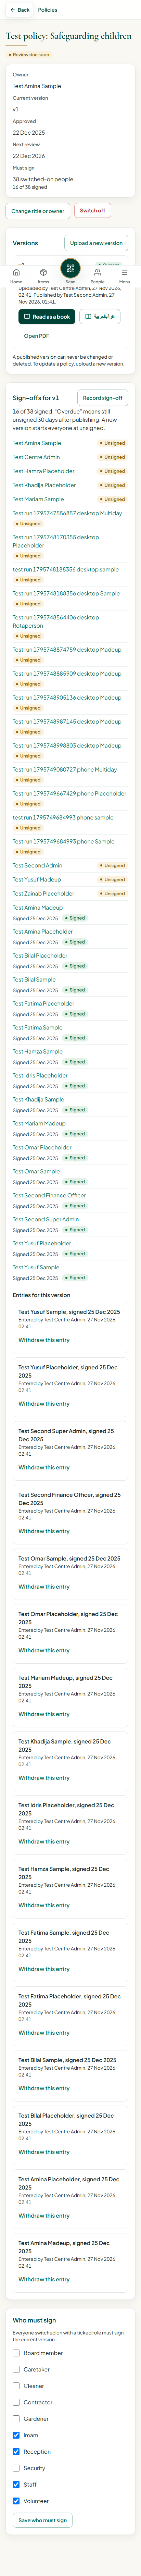 Back
Policies
Test policy: Safeguarding children
Review due soon
Owner
Test Amina Sample
Current version
v1
Approved
22 Dec 2025
Next review
22 Dec 2026
Must sign
38 switched-on people
16 of 38 signed
Change title or owner
Switch off
Versions
Upload a new version
Home
Items
Scan
People
Menu
Uploaded by Test Centre Admin, 27 Nov 2026,
02:41. Published by Test Second Admin, 27
Nov 2026, 02:41.
Read as a book
Open PDF
A published version can never be changed or
deleted. To update a policy, upload a new version.
Sign-offs for v1
Record sign-off
16 of 38 signed. “Overdue” means still
unsigned 30 days after publishing. A new
version starts everyone at unsigned.
Test Amina Sample
Unsigned
Test Centre Admin
Unsigned
Test Hamza Placeholder
Unsigned
Test Khadija Placeholder
Unsigned
Test Mariam Sample
Unsigned
Test run 1795747556857 desktop Multiday
Unsigned
Test run 1795748170355 desktop
Placeholder
Unsigned
test run 1795748188356 desktop sample
Unsigned
Test run 1795748188356 desktop Sample
Unsigned
Test run 1795748564406 desktop
Rotaperson
Unsigned
Test run 1795748874759 desktop Madeup
Unsigned
Test run 1795748885909 desktop Madeup
Unsigned
Test run 1795748905136 desktop Madeup
Unsigned
Test run 1795748987145 desktop Madeup
Unsigned
Test run 1795748998803 desktop Madeup
Unsigned
Test run 1795749080727 phone Multiday
Unsigned
Test run 1795749667429 phone Placeholder
Unsigned
test run 1795749684993 phone sample
Unsigned
Test run 1795749684993 phone Sample
Unsigned
Test Second Admin
Unsigned
Test Yusuf Madeup
Unsigned
Test Zainab Placeholder
Unsigned
Test Amina Madeup
Signed 25 Dec 2025
Signed
Test Amina Placeholder
Signed 25 Dec 2025
Signed
Test Bilal Placeholder
Signed 25 Dec 2025
Signed
Test Bilal Sample
Signed 25 Dec 2025
Signed
Test Fatima Placeholder
Signed 25 Dec 2025
Signed
Test Fatima Sample
Signed 25 Dec 2025
Signed
Test Hamza Sample
Signed 25 Dec 2025
Signed
Test Idris Placeholder
Signed 25 Dec 2025
Signed
Test Khadija Sample
Signed 25 Dec 2025
Signed
Test Mariam Madeup
Signed 25 Dec 2025
Signed
Test Omar Placeholder
Signed 25 Dec 2025
Signed
Test Omar Sample
Signed 25 Dec 2025
Signed
Test Second Finance Officer
Signed 25 Dec 2025
Signed
Test Second Super Admin
Signed 25 Dec 2025
Signed
Test Yusuf Placeholder
Signed 25 Dec 2025
Signed
Test Yusuf Sample
Signed 25 Dec 2025
Signed
Entries for this version
Test Yusuf Sample, signed 25 Dec 2025
Entered by Test Centre Admin, 27 Nov 2026,
02:41.
Withdraw this entry
Test Yusuf Placeholder, signed 25 Dec
2025
Entered by Test Centre Admin, 27 Nov 2026,
02:41.
Withdraw this entry
Test Second Super Admin, signed 25
Dec 2025
Entered by Test Centre Admin, 27 Nov 2026,
02:41.
Withdraw this entry
Test Second Finance Officer, signed 25
Dec 2025
Entered by Test Centre Admin, 27 Nov 2026,
02:41.
Withdraw this entry
Test Omar Sample, signed 25 Dec 2025
Entered by Test Centre Admin, 27 Nov 2026,
02:41.
Withdraw this entry
Test Omar Placeholder, signed 25 Dec
2025
Entered by Test Centre Admin, 27 Nov 2026,
02:41.
Withdraw this entry
Test Mariam Madeup, signed 25 Dec
2025
Entered by Test Centre Admin, 27 Nov 2026,
02:41.
Withdraw this entry
Test Khadija Sample, signed 25 Dec
2025
Entered by Test Centre Admin, 27 Nov 2026,
02:41.
Withdraw this entry
Test Idris Placeholder, signed 25 Dec
2025
Entered by Test Centre Admin, 27 Nov 2026,
02:41.
Withdraw this entry
Test Hamza Sample, signed 25 Dec
2025
Entered by Test Centre Admin, 27 Nov 2026,
02:41.
Withdraw this entry
Test Fatima Sample, signed 25 Dec
2025
Entered by Test Centre Admin, 27 Nov 2026,
02:41.
Withdraw this entry
Test Fatima Placeholder, signed 25 Dec
2025
Entered by Test Centre Admin, 27 Nov 2026,
02:41.
Withdraw this entry
Test Bilal Sample, signed 25 Dec 2025
Entered by Test Centre Admin, 27 Nov 2026,
02:41.
Withdraw this entry
Test Bilal Placeholder, signed 25 Dec
2025
Entered by Test Centre Admin, 27 Nov 2026,
02:41.
Withdraw this entry
Test Amina Placeholder, signed 25 Dec
2025
Entered by Test Centre Admin, 27 Nov 2026,
02:41.
Withdraw this entry
Test Amina Madeup, signed 25 Dec
2025
Entered by Test Centre Admin, 27 Nov 2026,
02:41.
Withdraw this entry
Who must sign
Everyone switched on with a ticked role must sign
the current version.
Board member
Caretaker
Cleaner
Contractor
Gardener
Imam
Reception
Security
Staff
Volunteer
Save who must sign